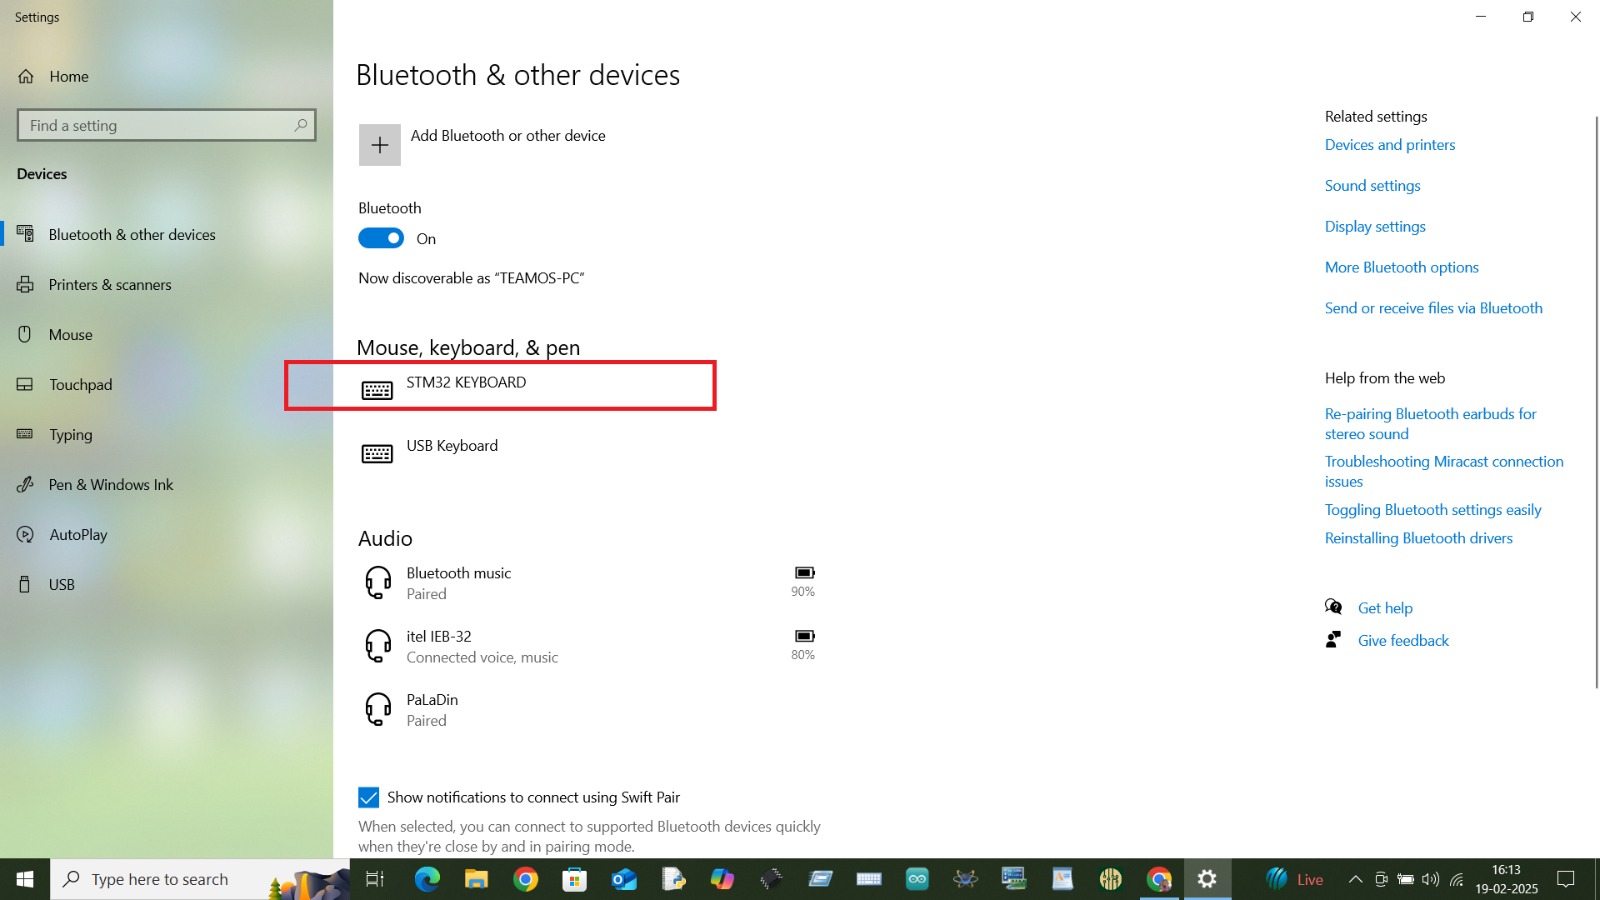 Settings
Home
Find a setting
Devices
Bluetooth & other devices
Printers & scanners
Mouse
Touchpad
Typing
Pen & Windows Ink
AutoPlay
USB
Bluetooth & other devices
Add Bluetooth or other device
Bluetooth
On
Now discoverable as “TEAMOS-PC”
Mouse, keyboard, & pen
STM32 KEYBOARD
USB Keyboard
Audio
Bluetooth music
Paired
90%
itel IEB-32
Connected voice, music
80%
PaLaDin
Paired
Show notifications to connect using Swift Pair
When selected, you can connect to supported Bluetooth devices quickly
when they're close by and in pairing mode.
Related settings
Devices and printers
Sound settings
Display settings
More Bluetooth options
Send or receive files via Bluetooth
Help from the web
Re-pairing Bluetooth earbuds for
stereo sound
Troubleshooting Miracast connection
issues
Toggling Bluetooth settings easily
Reinstalling Bluetooth drivers
Get help
Give feedback
Type here to search
Live
16:13
19-02-2025